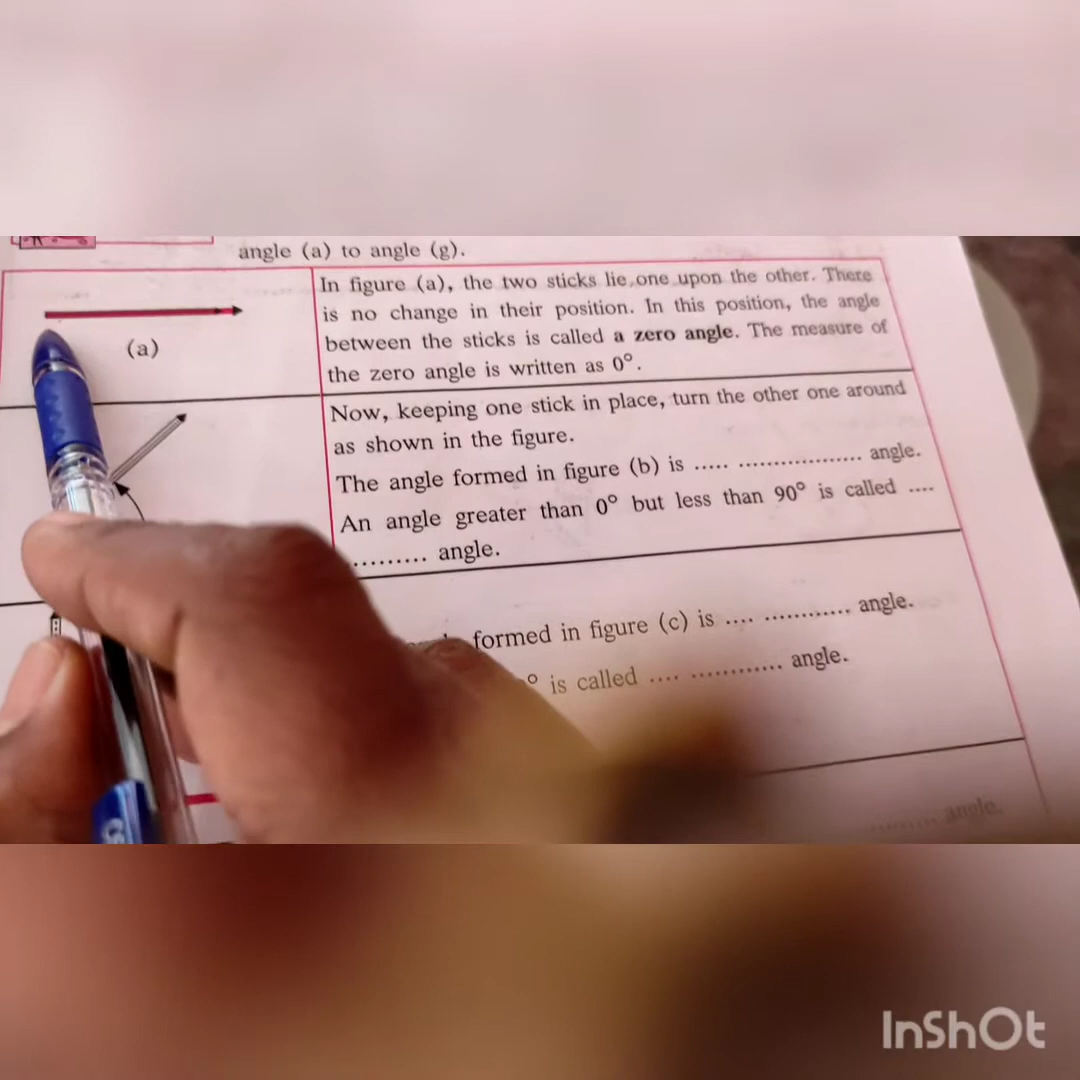 angle (a) to angle (g).
(a)
In figure (a), the two sticks lie one upon the other. There
is no change in their position. In this position, the angle
between the sticks is called a zero angle. The measure of
the zero angle is written as 0°.
Now, keeping one stick in place, turn the other one around
as shown in the figure.
The angle formed in figure (b) is ..... .................. angle.
An angle greater than 0° but less than 90° is called ....
.......... angle.
formed in figure (c) is .... ............. angle.
° is called .... .............. angle.
angle.
InShOt